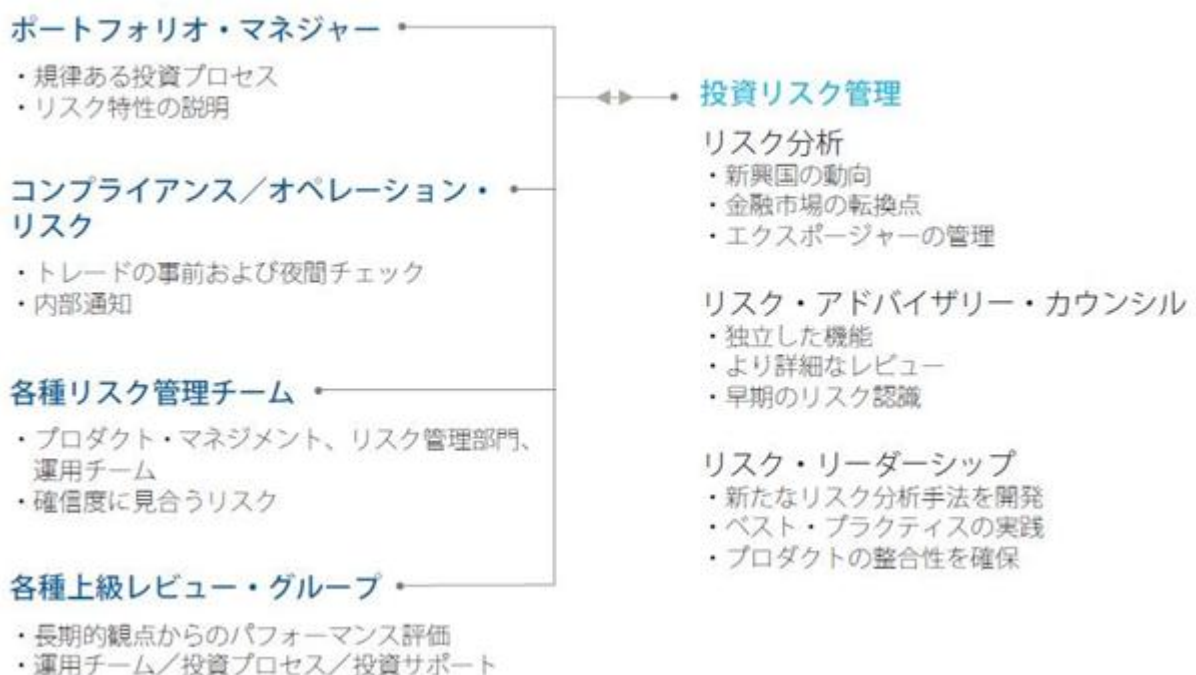 ポートフォリオ・マネジャー
・規律ある投資プロセス
・リスク特性の説明
コンプライアンス／オペレーション・
リスク
・トレードの事前および夜間チェック
・内部通知
各種リスク管理チーム
・プロダクト・マネジメント、リスク管理部門、
運用チーム
・確信度に見合うリスク
各種上級レビュー・グループ
・長期的観点からのパフォーマンス評価
・運用チーム／投資プロセス／投資サポート
投資リスク管理
リスク分析
・新興国の動向
・金融市場の転換点
・エクスポージャーの管理
リスク・アドバイザリー・カウンシル
・独立した機能
・より詳細なレビュー
・早期のリスク認識
リスク・リーダーシップ
・新たなリスク分析手法を開発
・ベスト・プラクティスの実践
・プロダクトの整合性を確保